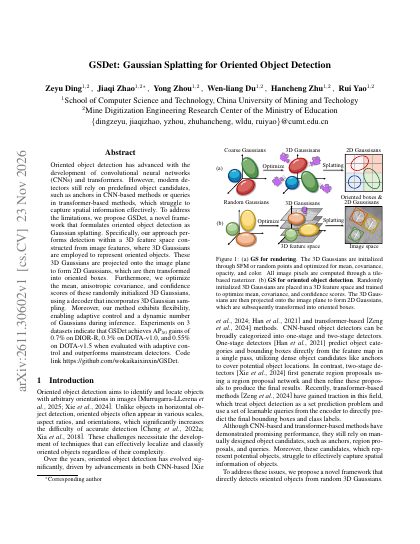 GSDet: Gaussian Splatting for Oriented Object Detection
Zeyu Ding1,2, Jiaqi Zhao1,2*, Yong Zhou1,2, Wen-liang Du1,2, Hancheng Zhu1,2, Rui Yao1,2
1School of Computer Science and Technology, China University of Mining and Technology
2Mine Digitization Engineering Research Center of the Ministry of Education
{dingzeyu, jiaqizhao, yzhou, zhuhancheng, wldu, ruiyao}@cumt.edu.cn
arXiv:2611.30604v1 [cs.CV] 23 Nov 2026
Abstract
Oriented object detection has advanced with the
development of convolutional neural networks
(CNNs) and transformers. However, modern de-
tectors still rely on predefined object candidates,
such as anchors in CNN-based methods or queries
in transformer-based methods, which struggle to
capture spatial information effectively. To address
the limitations, we propose GSDet, a novel frame-
work that formulates oriented object detection as
Gaussian splatting. Specifically, our approach per-
forms detection within a 3D feature space con-
structed from image features, where 3D Gaussians
are employed to represent oriented objects. These
3D Gaussians are projected onto the image plane
to form 2D Gaussians, which are then transformed
into oriented boxes. Furthermore, we optimize
the mean, anisotropic covariance, and confidence
scores of these randomly initialized 3D Gaussians,
using a decoder that incorporates 3D Gaussian sam-
pling. Moreover, our method exhibits flexibility,
enabling adaptive control and a dynamic number
of Gaussians during inference. Experiments on 3
datasets indicate that GSDet achieves AP50 gains of
0.7% on DIOR-R, 0.3% on DOTA-v1.0, and 0.55%
on DOTA-v1.5 when evaluated with adaptive con-
trol and outperforms mainstream detectors. Code
link https://github.com/wokaikaixinxin/GSDet.
1 Introduction
Oriented object detection aims to identify and locate objects
with arbitrary orientations in images [Murrugarra-LLerena et
al., 2025; Xie et al., 2024]. Unlike objects in horizontal ob-
ject detection, oriented objects often appear in various scales,
aspect ratios, and orientations, which significantly increases
the difficulty of accurate detection [Cheng et al., 2022a;
Xia et al., 2018]. These challenges necessitate the develop-
ment of techniques that can effectively localize and classify
oriented objects regardless of their complexity.
Over the years, oriented object detection has evolved sig-
nificantly, driven by advancements in both CNN-based [Xie
*Corresponding author
Coarse Gaussians
3D Gaussians
2D Gaussians
(a)
Optimize
Splatting
Random Gaussians
3D Gaussians
Oriented boxes &
2D Gaussians
(b)
Optimize
Splatting
3D feature space
Image space
Figure 1: (a) GS for rendering. The 3D Gaussians are initialized
through SFM or random points and optimized for mean, covariance,
opacity, and color. All image pixels are computed through a tile-
based rasterizer. (b) GS for oriented object detection. Randomly
initialized 3D Gaussians are placed in a 3D feature space and trained
to optimize mean, covariance, and confidence scores. The 3D Gaus-
sians are then projected onto the image plane to form 2D Gaussians,
which are subsequently transformed into oriented boxes.
et al., 2024; Han et al., 2021] and transformer-based [Zeng
et al., 2024] methods. CNN-based object detectors can be
broadly categorized into one-stage and two-stage detectors.
One-stage detectors [Han et al., 2021] predict object cate-
gories and bounding boxes directly from the feature map in
a single pass, utilizing dense object candidates like anchors
to cover potential object locations. In contrast, two-stage de-
tectors [Xie et al., 2024] first generate region proposals us-
ing a region proposal network and then refine these propos-
als to produce the final results. Recently, transformer-based
methods [Zeng et al., 2024] have gained traction in this field,
which treat object detection as a set prediction problem and
use a set of learnable queries from the encoder to directly pre-
dict the final bounding boxes and class labels.
Although CNN-based and transformer-based methods have
demonstrated promising performance, they still rely on man-
ually designed object candidates, such as anchors, region pro-
posals, and queries. Moreover, these candidates, which rep-
resent potential objects, struggle to effectively capture spatial
information of objects.
To address these issues, we propose a novel framework that
directly detects oriented objects from random 3D Gaussians.